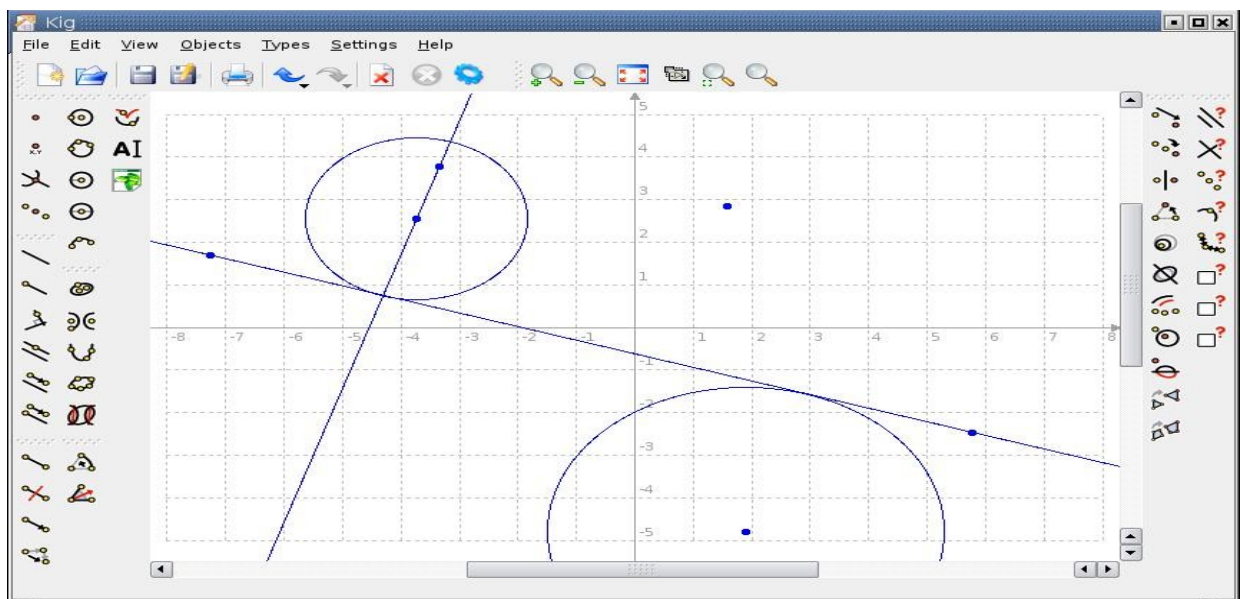 Kig
File Edit View Objects Types Settings Help
X,Y
AI
5
4
3
2
1
-8 -7 -6 -5 -4 -3 -2 -1 1 2 3 4 5 6 7 8
-1
-2
-3
-4
-5
? ? ? ? ? ? ? ?